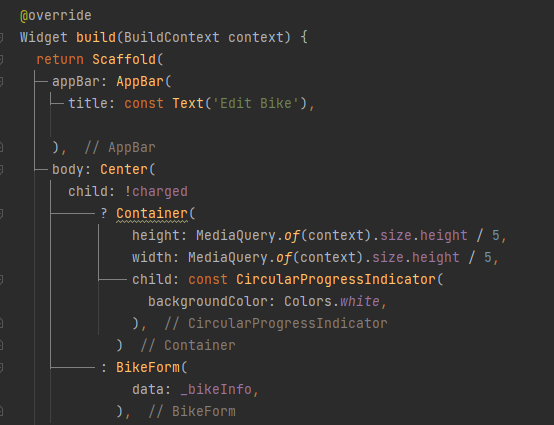 @override
Widget build(BuildContext context) {
  return Scaffold(
    appBar: AppBar(
      title: const Text('Edit Bike'),

    ),  // AppBar
    body: Center(
      child: !charged
          ? Container(
              height: MediaQuery.of(context).size.height / 5,
              width: MediaQuery.of(context).size.height / 5,
              child: const CircularProgressIndicator(
                backgroundColor: Colors.white,
              ),  // CircularProgressIndicator
            )  // Container
          : BikeForm(
              data: _bikeInfo,
            ),  // BikeForm